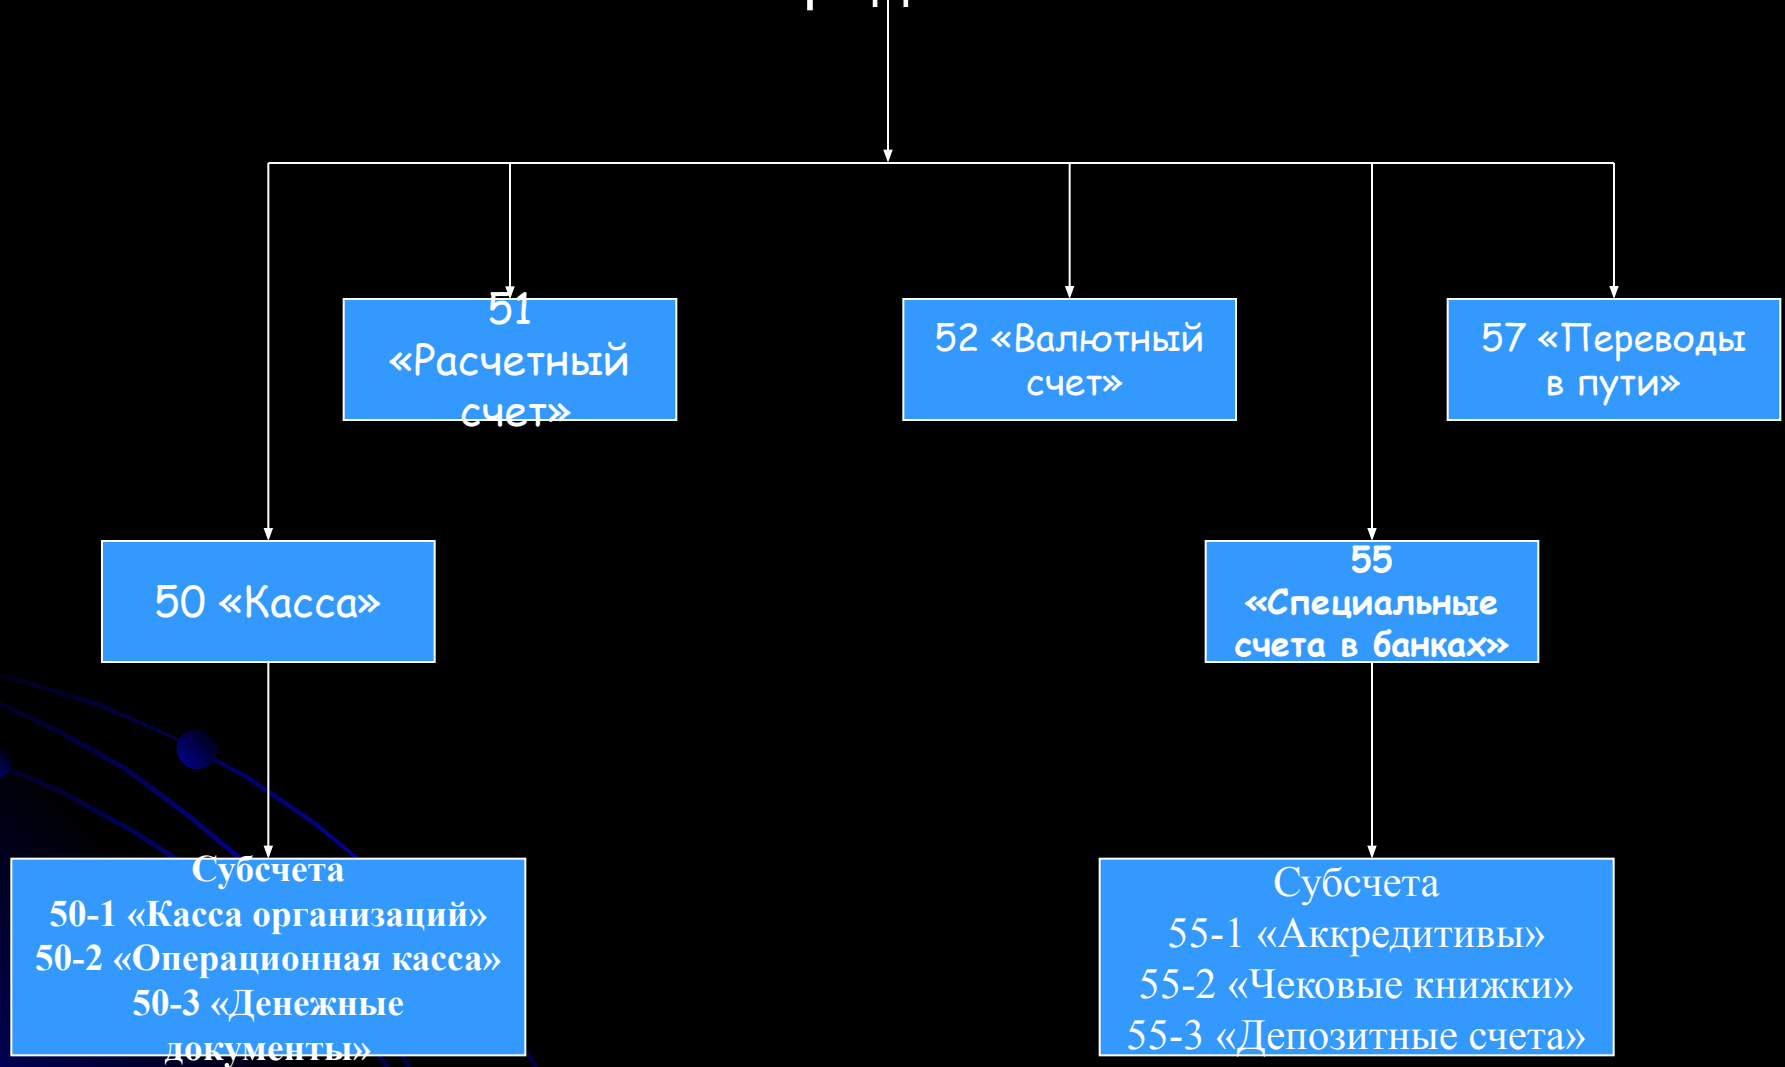 51
«Расчетный
счет»
52 «Валютный
счет»
57 «Переводы
в пути»
50 «Касса»
55
«Специальные
счета в банках»
Субсчета
50-1 «Касса организаций»
50-2 «Операционная касса»
50-3 «Денежные
документы»
Субсчета
55-1 «Аккредитивы»
55-2 «Чековые книжки»
55-3 «Депозитные счета»